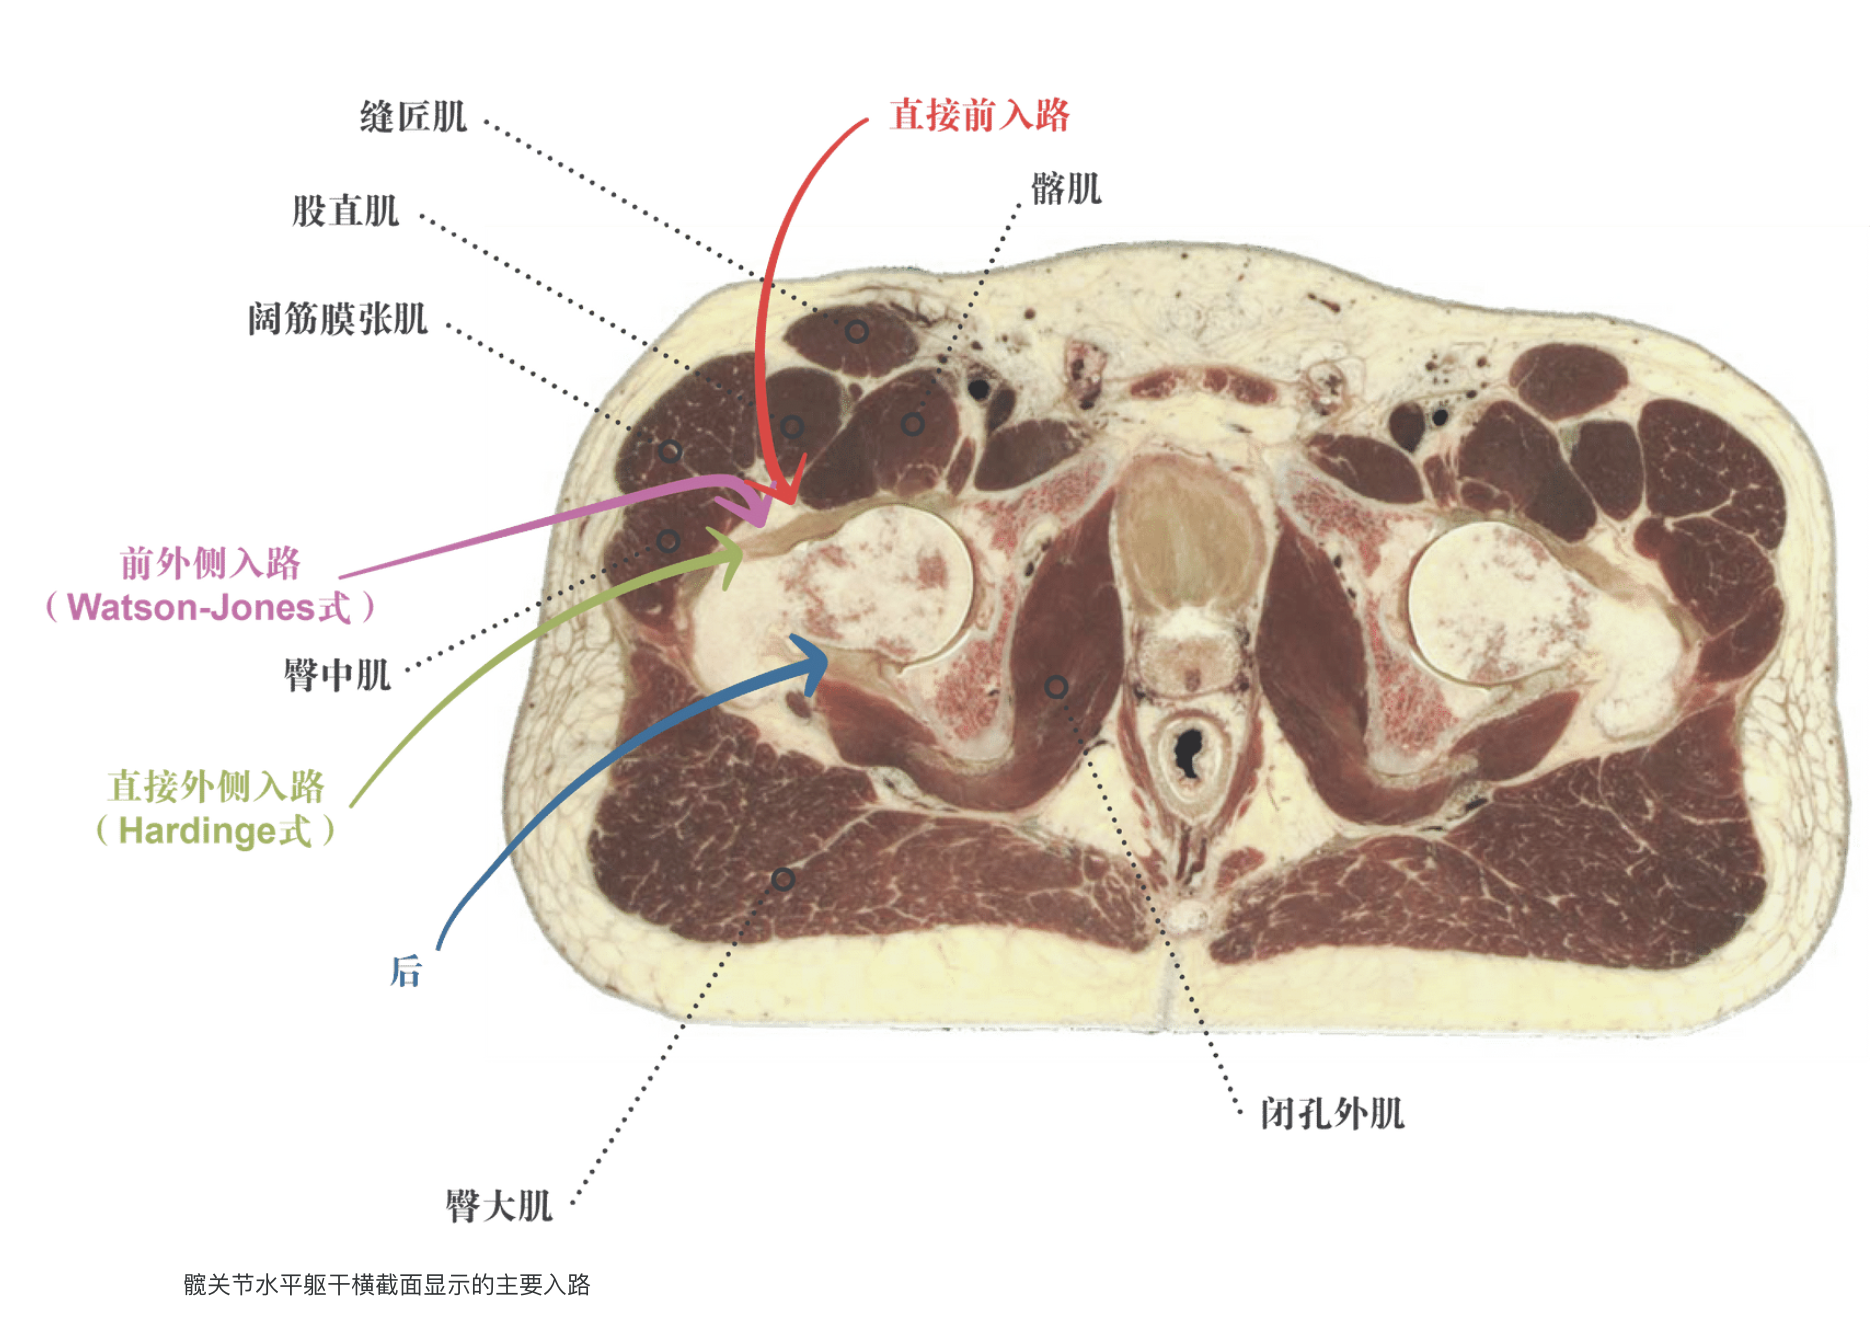 缝匠肌
直接前入路
髂肌
股直肌
阔筋膜张肌
前外侧入路
（Watson-Jones式）
臀中肌
直接外侧入路
（Hardinge式）
后
闭孔外肌
臀大肌
髋关节水平躯干横截面显示的主要入路